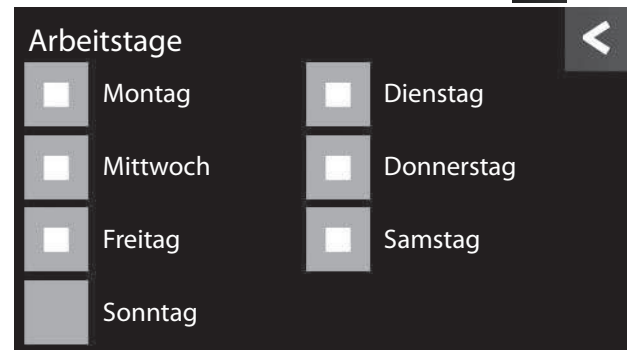 Arbeitstage
Montag Dienstag
Mittwoch Donnerstag
Freitag Samstag
Sonntag